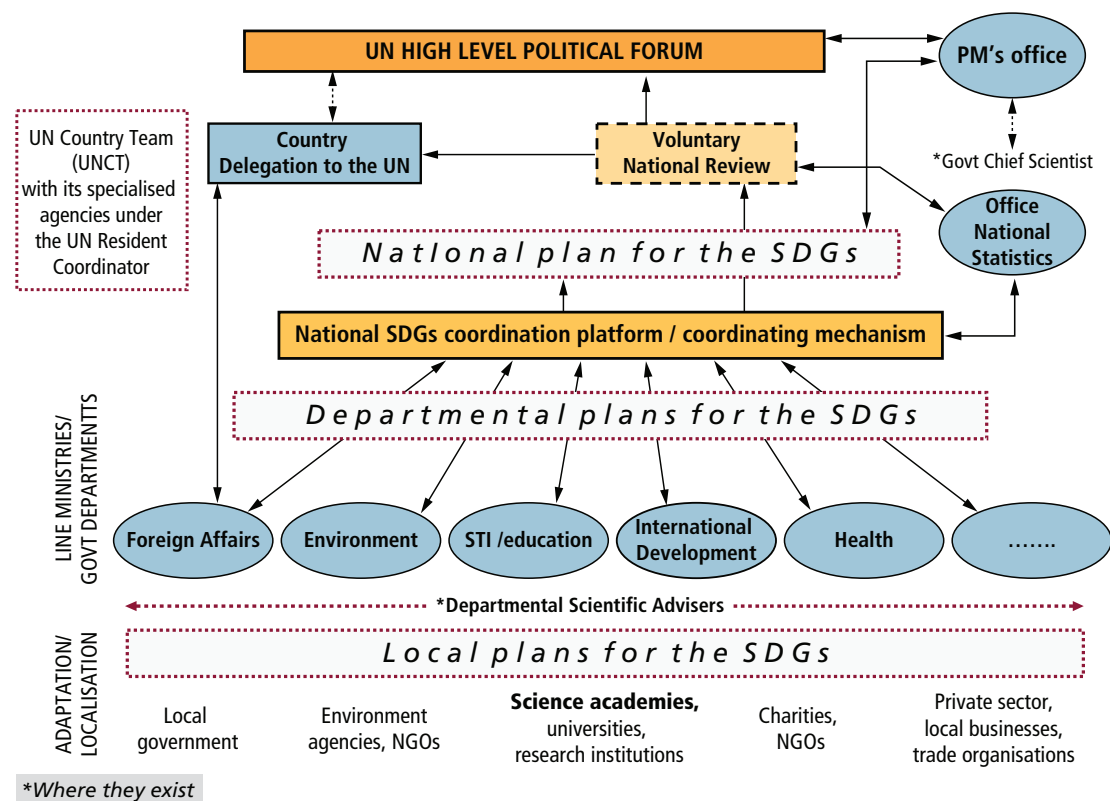 UN HIGH LEVEL POLITICAL FORUM
PM's office
UN Country Team
(UNCT)
with its specialised
agencies under
the UN Resident
Coordinator
Country
Delegation to the UN
Voluntary
National Review
*Govt Chief Scientist
Office
National
Statistics
NatIonal plan for the SDGs
National SDGs coordination platform / coordinating mechanism
Departmental plans for the SDGs
LINE MINISTRIES/
GOVT DEPARTMENTTS
Foreign Affairs
Environment
STI /education
International
Development
Health
.......
*Departmental Scientific Advisers
ADAPTATION/
LOCALISATION
Local plans for the SDGs
Local
government
Environment
agencies, NGOs
Science academies,
universities,
research institutions
Charities,
NGOs
Private sector,
local businesses,
trade organisations
*Where they exist